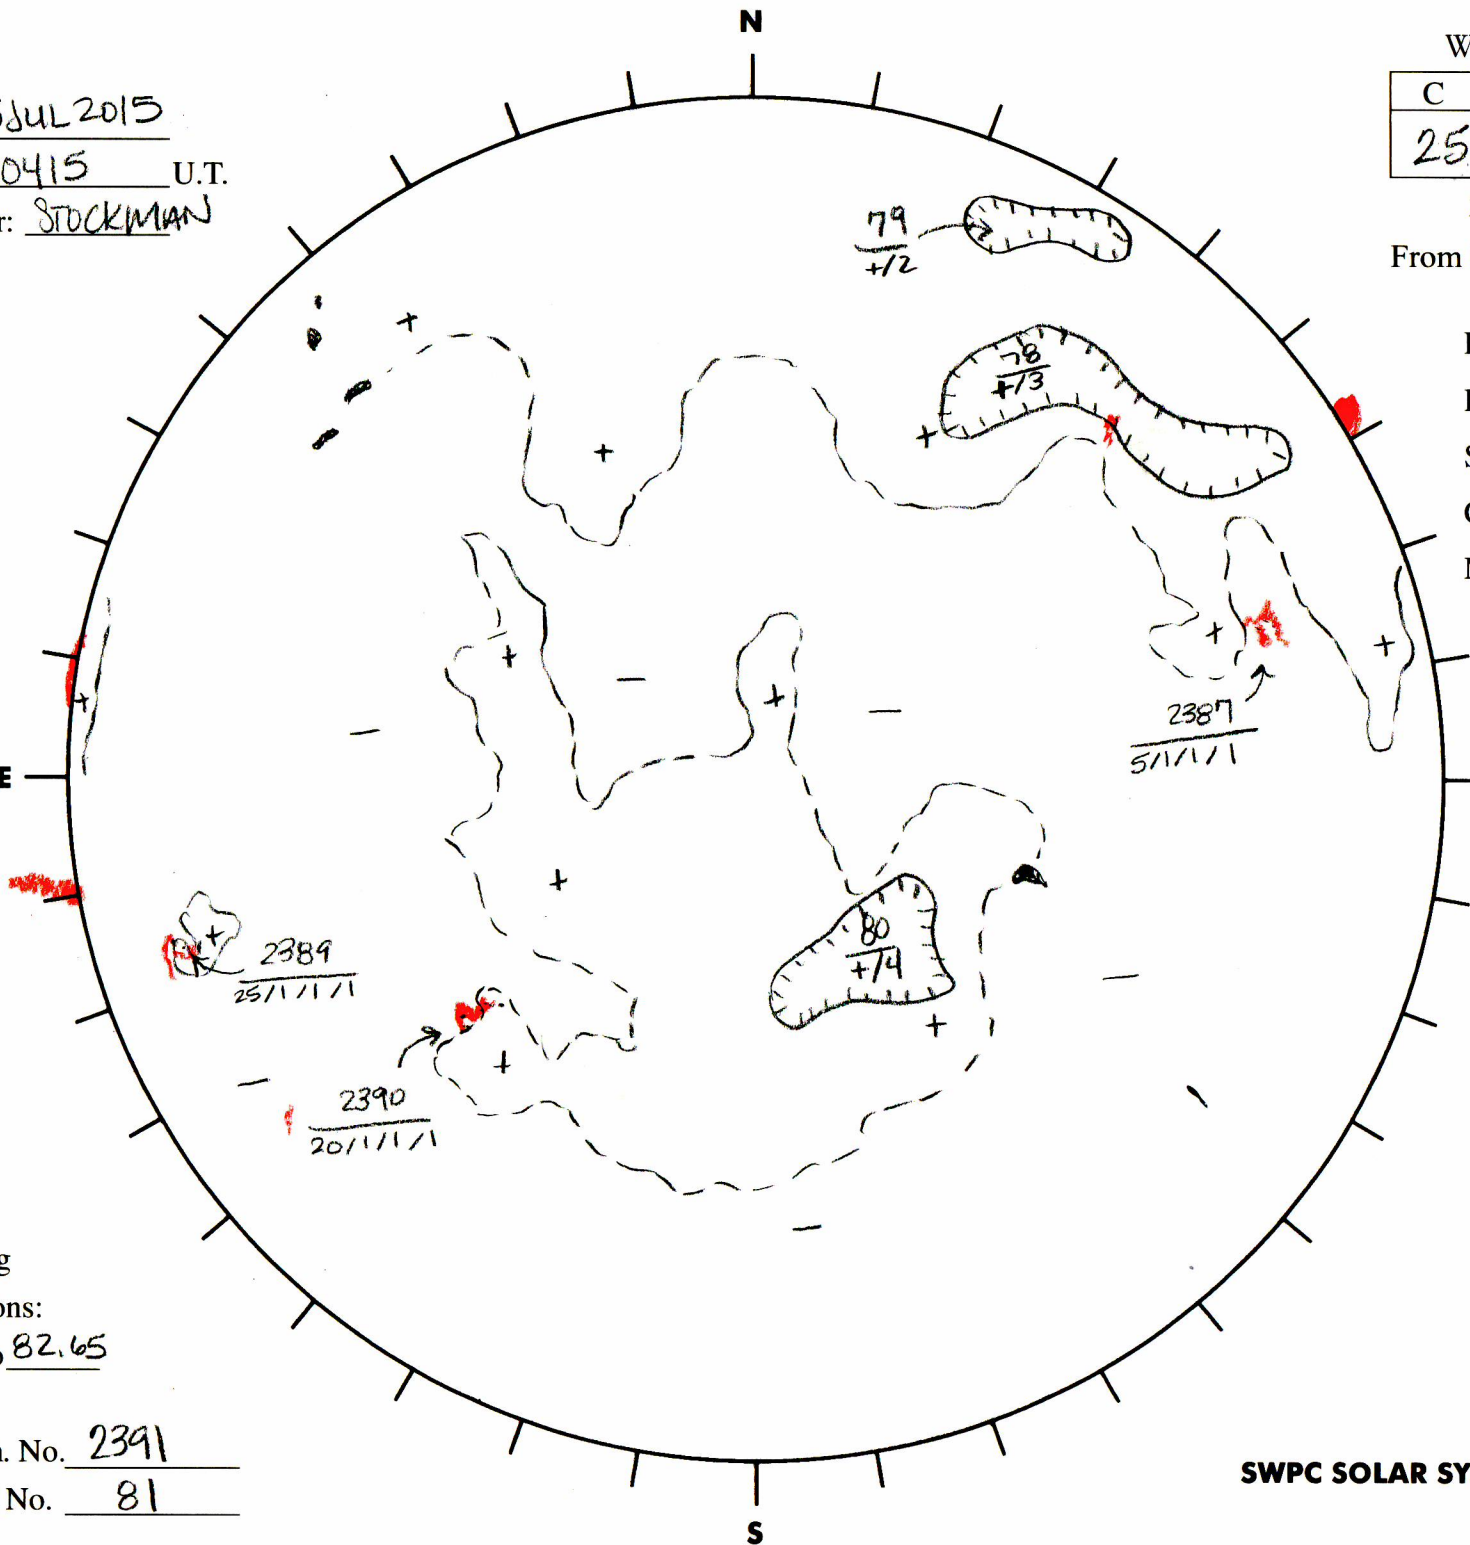 N
JUL 2015
0415 U.T.
r: STOCKMAN
W
C
25
From
79
+/2
78
+/3
+
+
+
+
+
+
+
+
−
−
−
2387
5/1/1/1
E
+
80
+/4
+
2389
25/1/1/1
−
+
+
−
2390
20/1/1/1
−
g
ons:
82.65
. No. 2391
No. 81
SWPC SOLAR SY
S